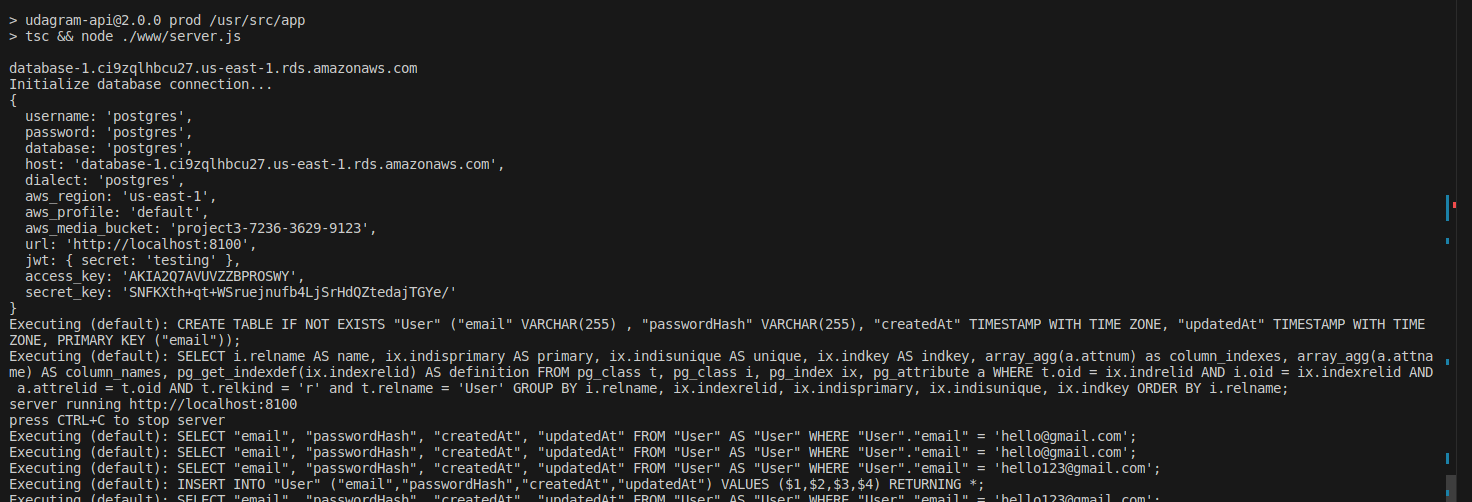 > udagram-api@2.0.0 prod /usr/src/app
> tsc && node ./www/server.js
database-1.ci9zqlhbcu27.us-east-1.rds.amazonaws.com
Initialize database connection...
{
username: 'postgres',
password: 'postgres',
database: 'postgres',
host: 'database-1.ci9zqlhbcu27.us-east-1.rds.amazonaws.com',
dialect: 'postgres',
aws_region: 'us-east-1',
aws_profile: 'default',
aws_media_bucket: 'project3-7236-3629-9123',
url: 'http://localhost:8100',
jwt: { secret: 'testing' },
access_key: 'AKIA2Q7AVUVZZBPROSWY',
secret_key: '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'
}
Executing (default): CREATE TABLE IF NOT EXISTS "User" ("email" VARCHAR(255) , "passwordHash" VARCHAR(255), "createdAt" TIMESTAMP WITH TIME ZONE, "updatedAt" TIMESTAMP WITH TIME
ZONE, PRIMARY KEY ("email"));
Executing (default): SELECT i.relname AS name, ix.indisprimary AS primary, ix.indisunique AS unique, ix.indkey AS indkey, array_agg(a.attnum) as column_indexes, array_agg(a.attna
me) AS column_names, pg_get_indexdef(ix.indexrelid) AS definition FROM pg_class t, pg_class i, pg_index ix, pg_attribute a WHERE t.oid = ix.indrelid AND i.oid = ix.indexrelid AND
a.attrelid = t.oid AND t.relkind = 'r' and t.relname = 'User' GROUP BY i.relname, ix.indexrelid, ix.indisprimary, ix.indisunique, ix.indkey ORDER BY i.relname;
server running http://localhost:8100
press CTRL+C to stop server
Executing (default): SELECT "email", "passwordHash", "createdAt", "updatedAt" FROM "User" AS "User" WHERE "User"."email" = 'hello@gmail.com';
Executing (default): SELECT "email", "passwordHash", "createdAt", "updatedAt" FROM "User" AS "User" WHERE "User"."email" = 'hello@gmail.com';
Executing (default): SELECT "email", "passwordHash", "createdAt", "updatedAt" FROM "User" AS "User" WHERE "User"."email" = 'hello123@gmail.com';
Executing (default): INSERT INTO "User" ("email","passwordHash","createdAt","updatedAt") VALUES ($1,$2,$3,$4) RETURNING *;
Executing (default): SELECT "email", "passwordHash", "createdAt", "updatedAt" FROM "User" AS "User" WHERE "User"."email" = 'hello123@gmail.com';